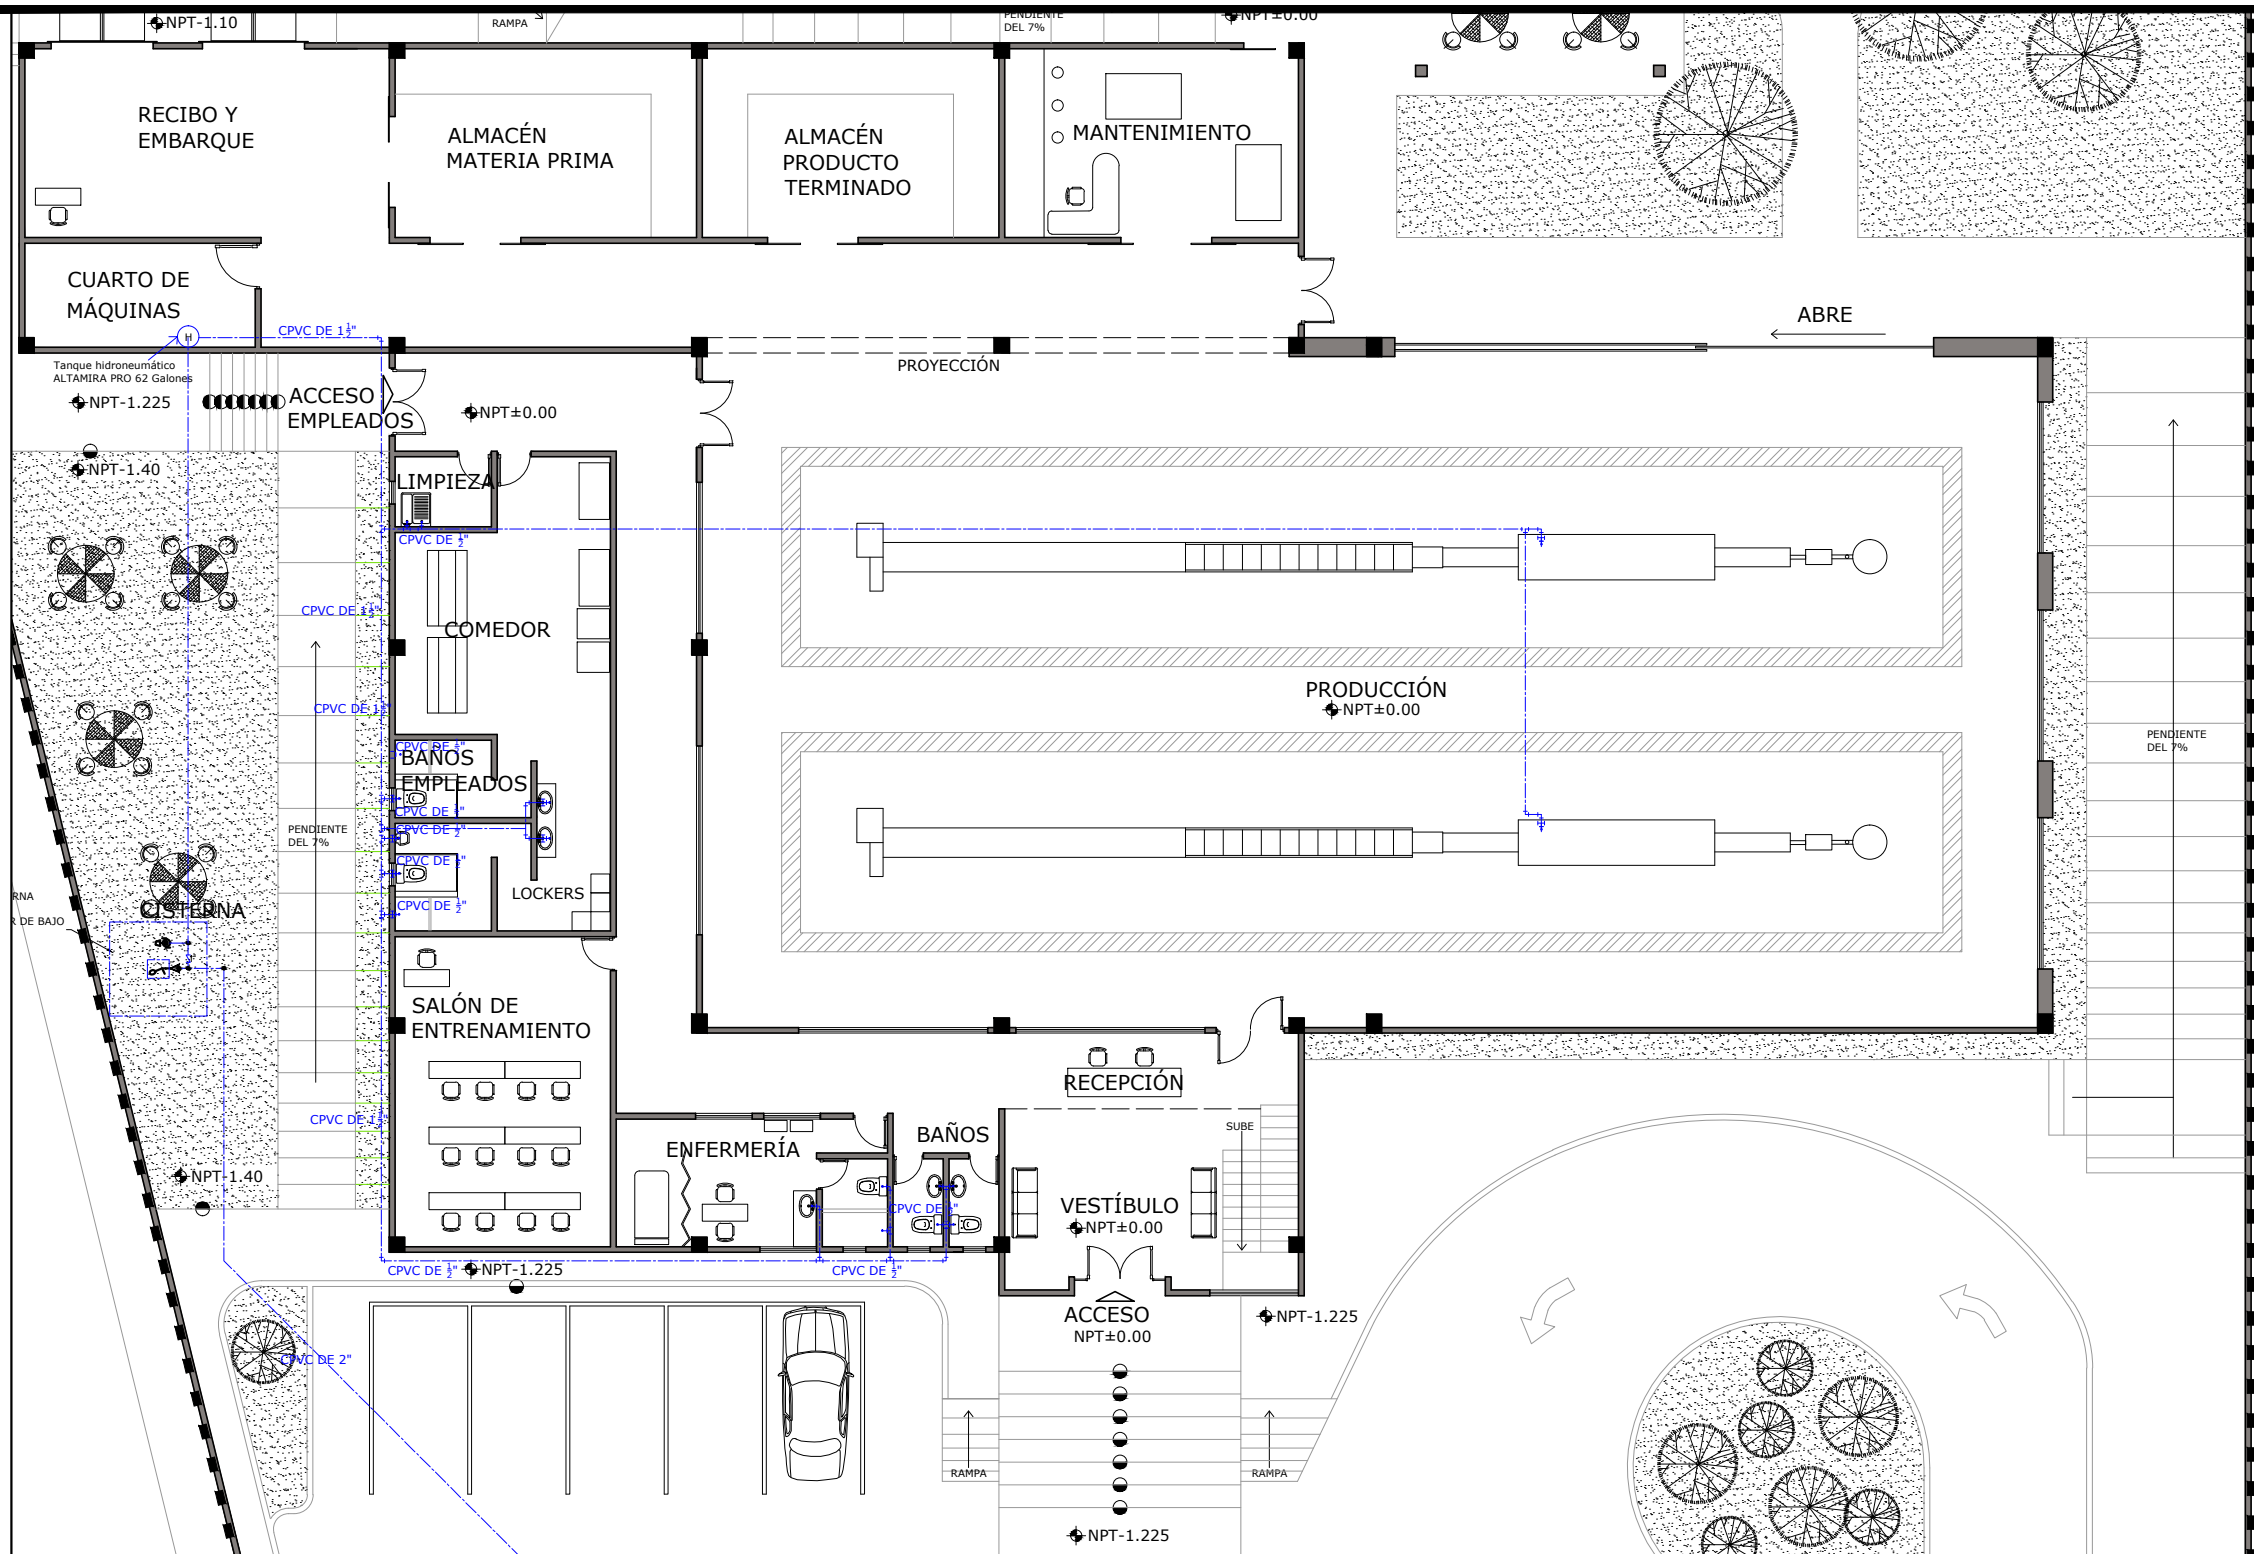 NPT-1.10
RAMPA
PENDIENTE
DEL 7%
NPT±0.00
RECIBO Y
EMBARQUE
ALMACÉN
MATERIA PRIMA
ALMACÉN
PRODUCTO
TERMINADO
MANTENIMIENTO
CUARTO DE
MÁQUINAS
H
CPVC DE 1½"
ABRE
PROYECCIÓN
Tanque hidroneumático
ALTAMIRA PRO 62 Galones
NPT-1.225
ACCESO
EMPLEADOS
NPT±0.00
NPT-1.40
LIMPIEZA
CPVC DE ½"
CPVC DE 1½"
COMEDOR
PRODUCCIÓN
NPT±0.00
CPVC DE 1½"
PENDIENTE
DEL 7%
CPVC DE ½"
BAÑOS
EMPLEADOS
CPVC DE ½"
CPVC DE ½"
PENDIENTE
DEL 7%
CPVC DE ½"
LOCKERS
CPVC DE ½"
RNA
R DE BAJO
CISTERNA
SALÓN DE
ENTRENAMIENTO
RECEPCIÓN
CPVC DE 1½"
SUBE
ENFERMERÍA
BAÑOS
NPT-1.40
CPVC DE ½"
VESTÍBULO
NPT±0.00
CPVC DE ½"
NPT-1.225
CPVC DE ½"
ACCESO
NPT±0.00
NPT-1.225
CPVC DE 2"
RAMPA
RAMPA
NPT-1.225